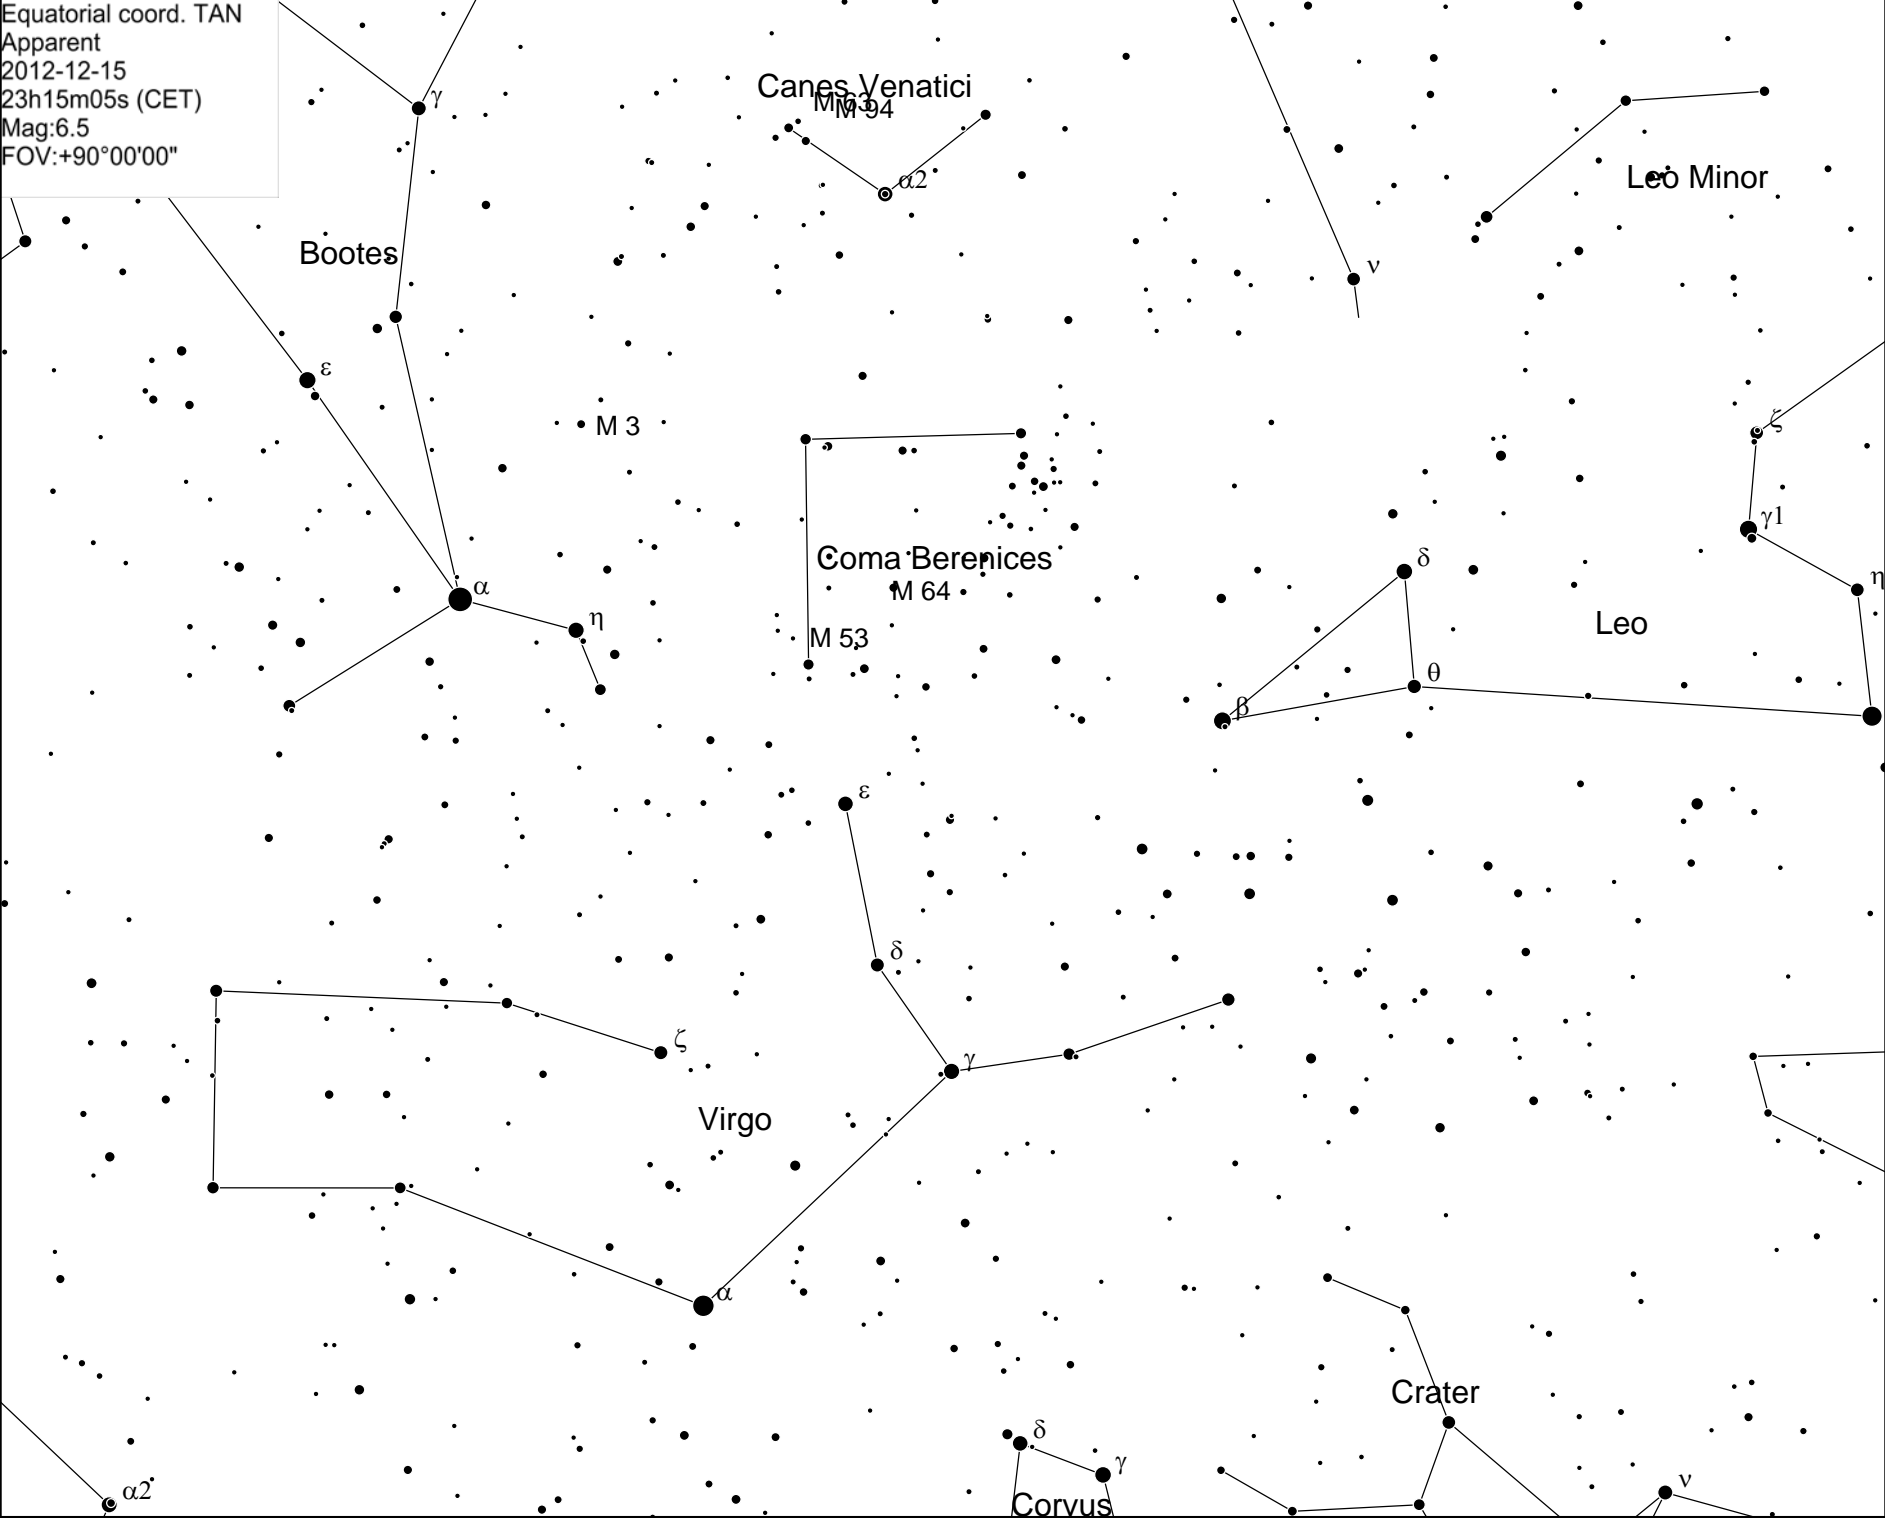 Equatorial coord. TAN
Apparent
2012-12-15
23h15m05s (CET)
Mag:6.5
FOV:+90°00'00"
γ
Canes Venatici
M 63
M 94
α2
Leo Minor
Bootes
ν
ε
M 3
ζ
γ1
Coma Berenices
δ
M 64
α
η
η
Leo
M 53
θ
β
ε
δ
ζ
γ
Virgo
α
Crater
δ
γ
ν
α2
Corvus